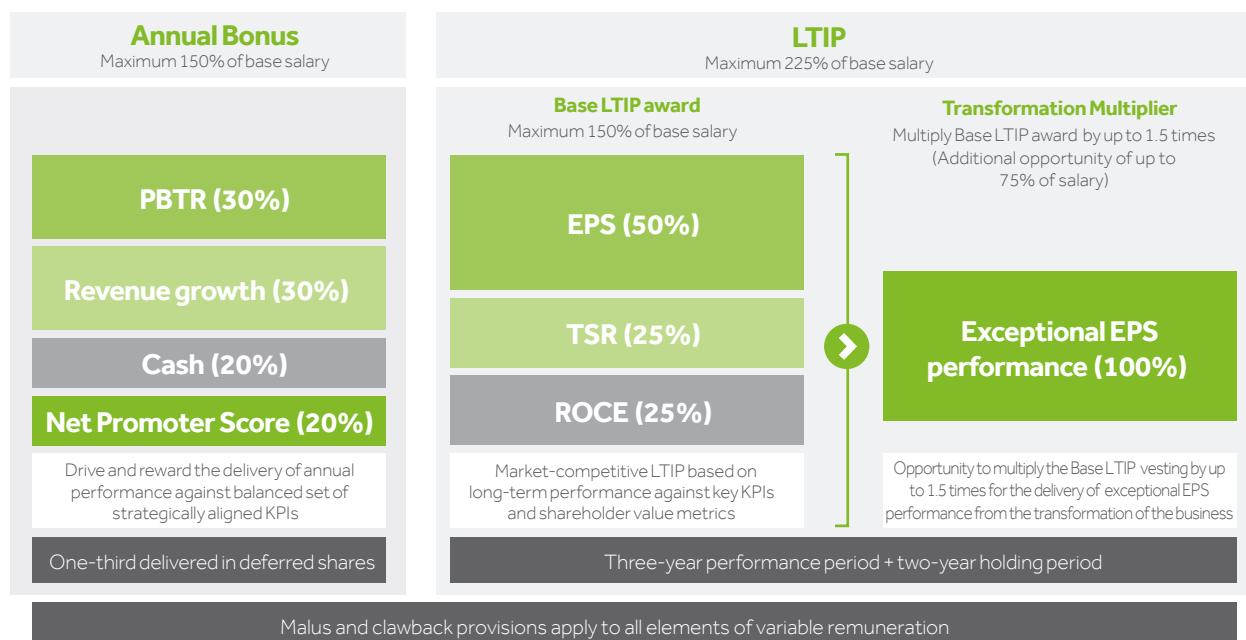 Annual Bonus
Maximum 150% of base salary
PBTR (30%)
Revenue growth (30%)
Cash (20%)
Net Promoter Score (20%)
Drive and reward the delivery of annual
performance against balanced set of
strategically aligned KPIs
One-third delivered in deferred shares
LTIP
Maximum 225% of base salary
Base LTIP award
Maximum 150% of base salary
EPS (50%)
TSR (25%)
ROCE (25%)
Market-competitive LTIP based on
long-term performance against key KPIs
and shareholder value metrics
Transformation Multiplier
Multiply Base LTIP award by up to 1.5 times
(Additional opportunity of up to
75% of salary)
Exceptional EPS
performance (100%)
Opportunity to multiply the Base LTIP vesting by up
to 1.5 times for the delivery of exceptional EPS
performance from the transformation of the business
Three-year performance period + two-year holding period
Malus and clawback provisions apply to all elements of variable remuneration